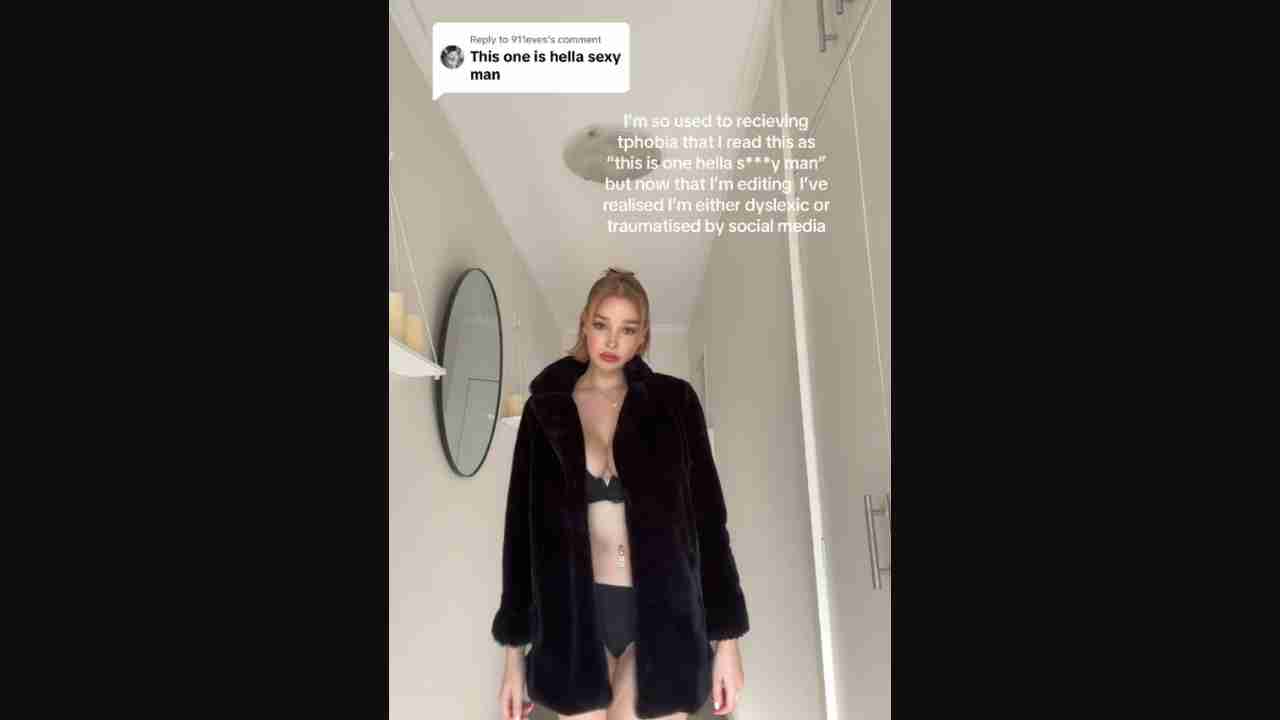 Reply to 911eves's comment
This one is hella sexy
man
I'm so used to recieving
tphobia that I read this as
"this is one hella s***y man"
but now that I'm editing I've
realised I'm either dyslexic or
traumatised by social media